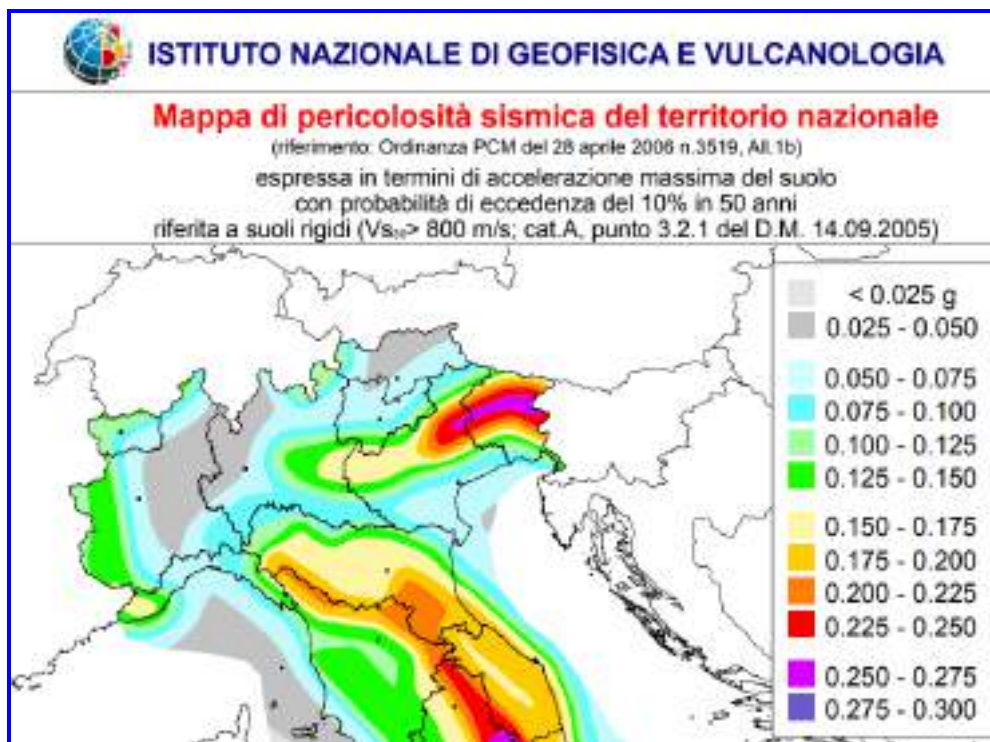 ISTITUTO NAZIONALE DI GEOFISICA E VULCANOLOGIA
Mappa di pericolosità sismica del territorio nazionale
(riferimento: Ordinanza PCM del 28 aprile 2006 n.3519, All.1b)
espressa in termini di accelerazione massima del suolo
con probabilità di eccedenza del 10% in 50 anni
riferita a suoli rigidi (Vs₃₀> 800 m/s; cat.A, punto 3.2.1 del D.M. 14.09.2005)
< 0.025 g
0.025 - 0.050
0.050 - 0.075
0.075 - 0.100
0.100 - 0.125
0.125 - 0.150
0.150 - 0.175
0.175 - 0.200
0.200 - 0.225
0.225 - 0.250
0.250 - 0.275
0.275 - 0.300